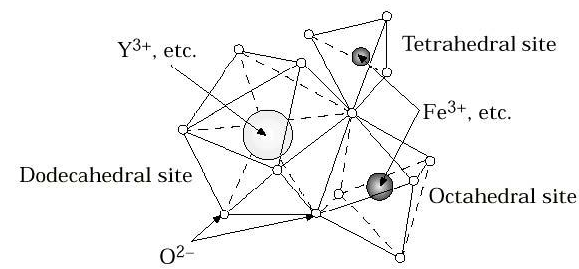 Y³⁺, etc.
Tetrahedral site
Fe³⁺, etc.
Dodecahedral site
Octahedral site
O²⁻